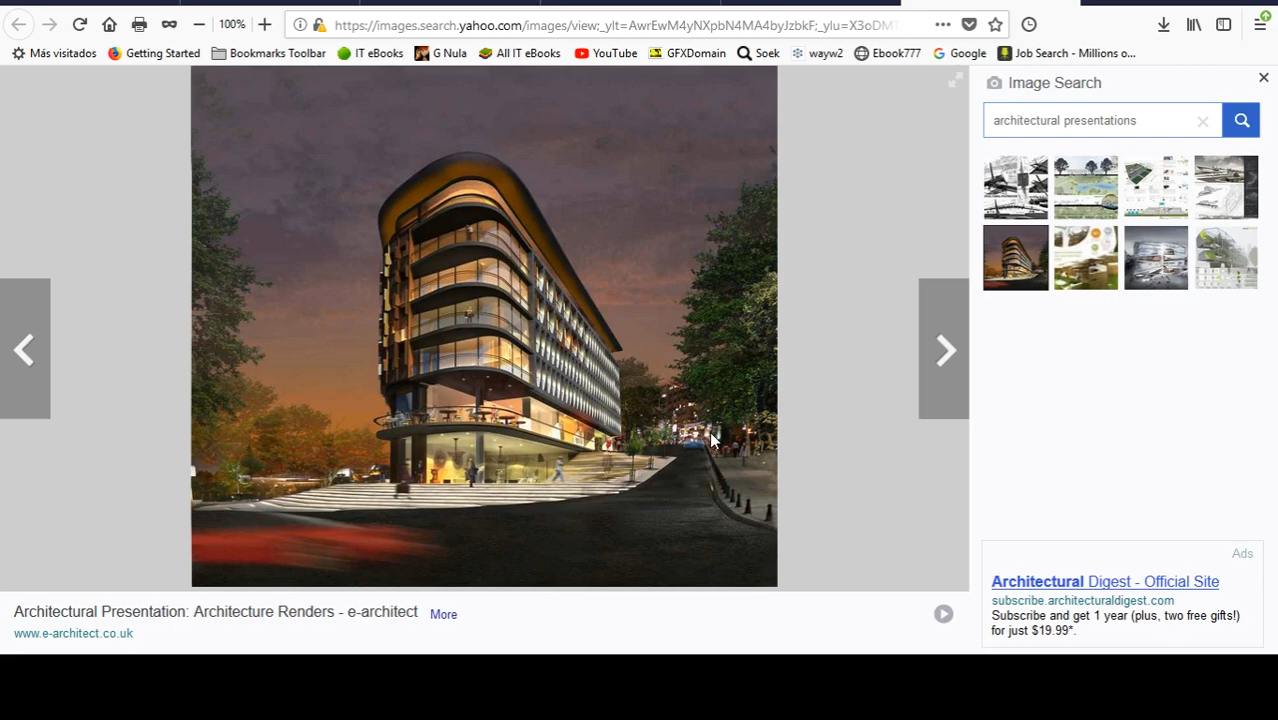 100%
https://images.search.yahoo.com/images/view;_ylt=AwrEwM4yNXpbN4MA4byJzbkF;_ylu=X3oDMT
Más visitados Getting Started Bookmarks Toolbar IT eBooks G Nula All IT eBooks YouTube GFXDomain Soek wayw2 Ebook777 Google Job Search - Millions o...
Image Search
architectural presentations
Ads
Architectural Digest - Official Site
subscribe.architecturaldigest.com
Subscribe and get 1 year (plus, two free gifts!)
for just $19.99*.
Architectural Presentation: Architecture Renders - e-architect More
www.e-architect.co.uk